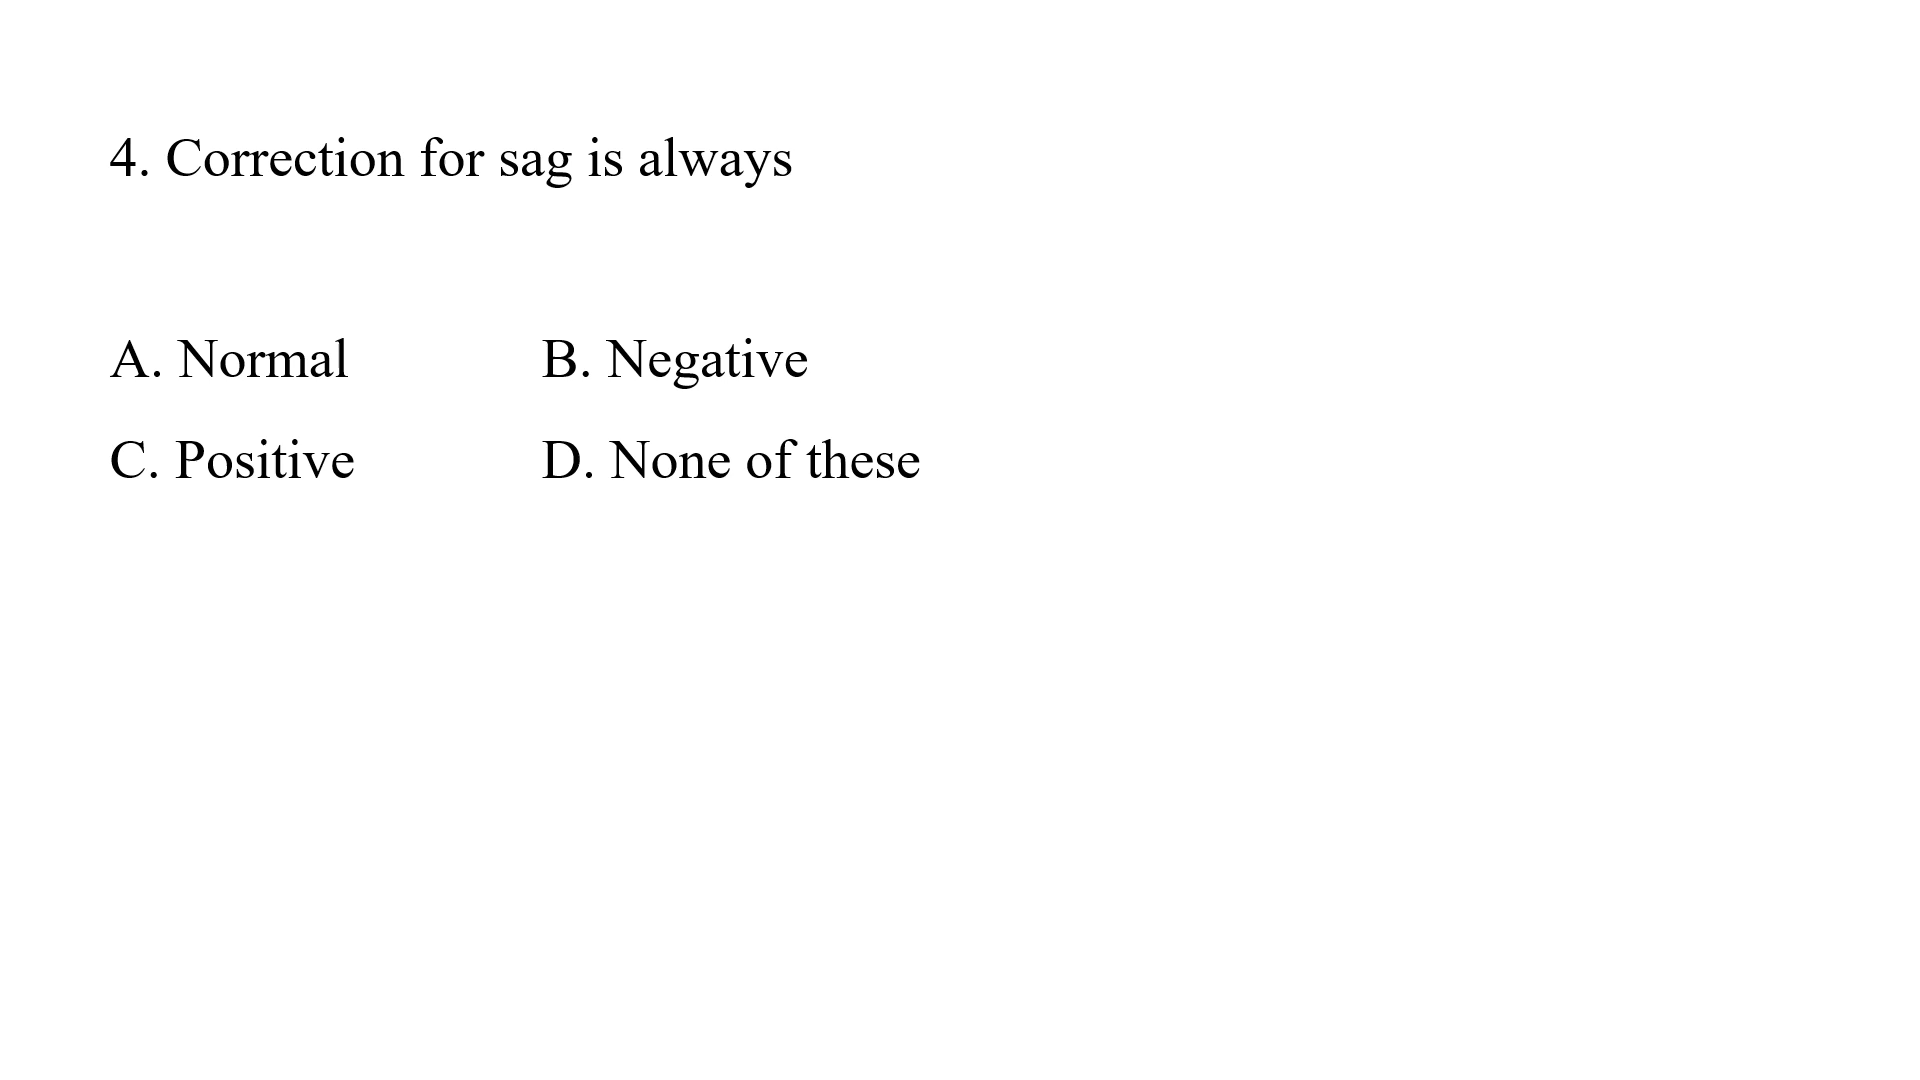 4. Correction for sag is always
A. Normal B. Negative
C. Positive D. None of these